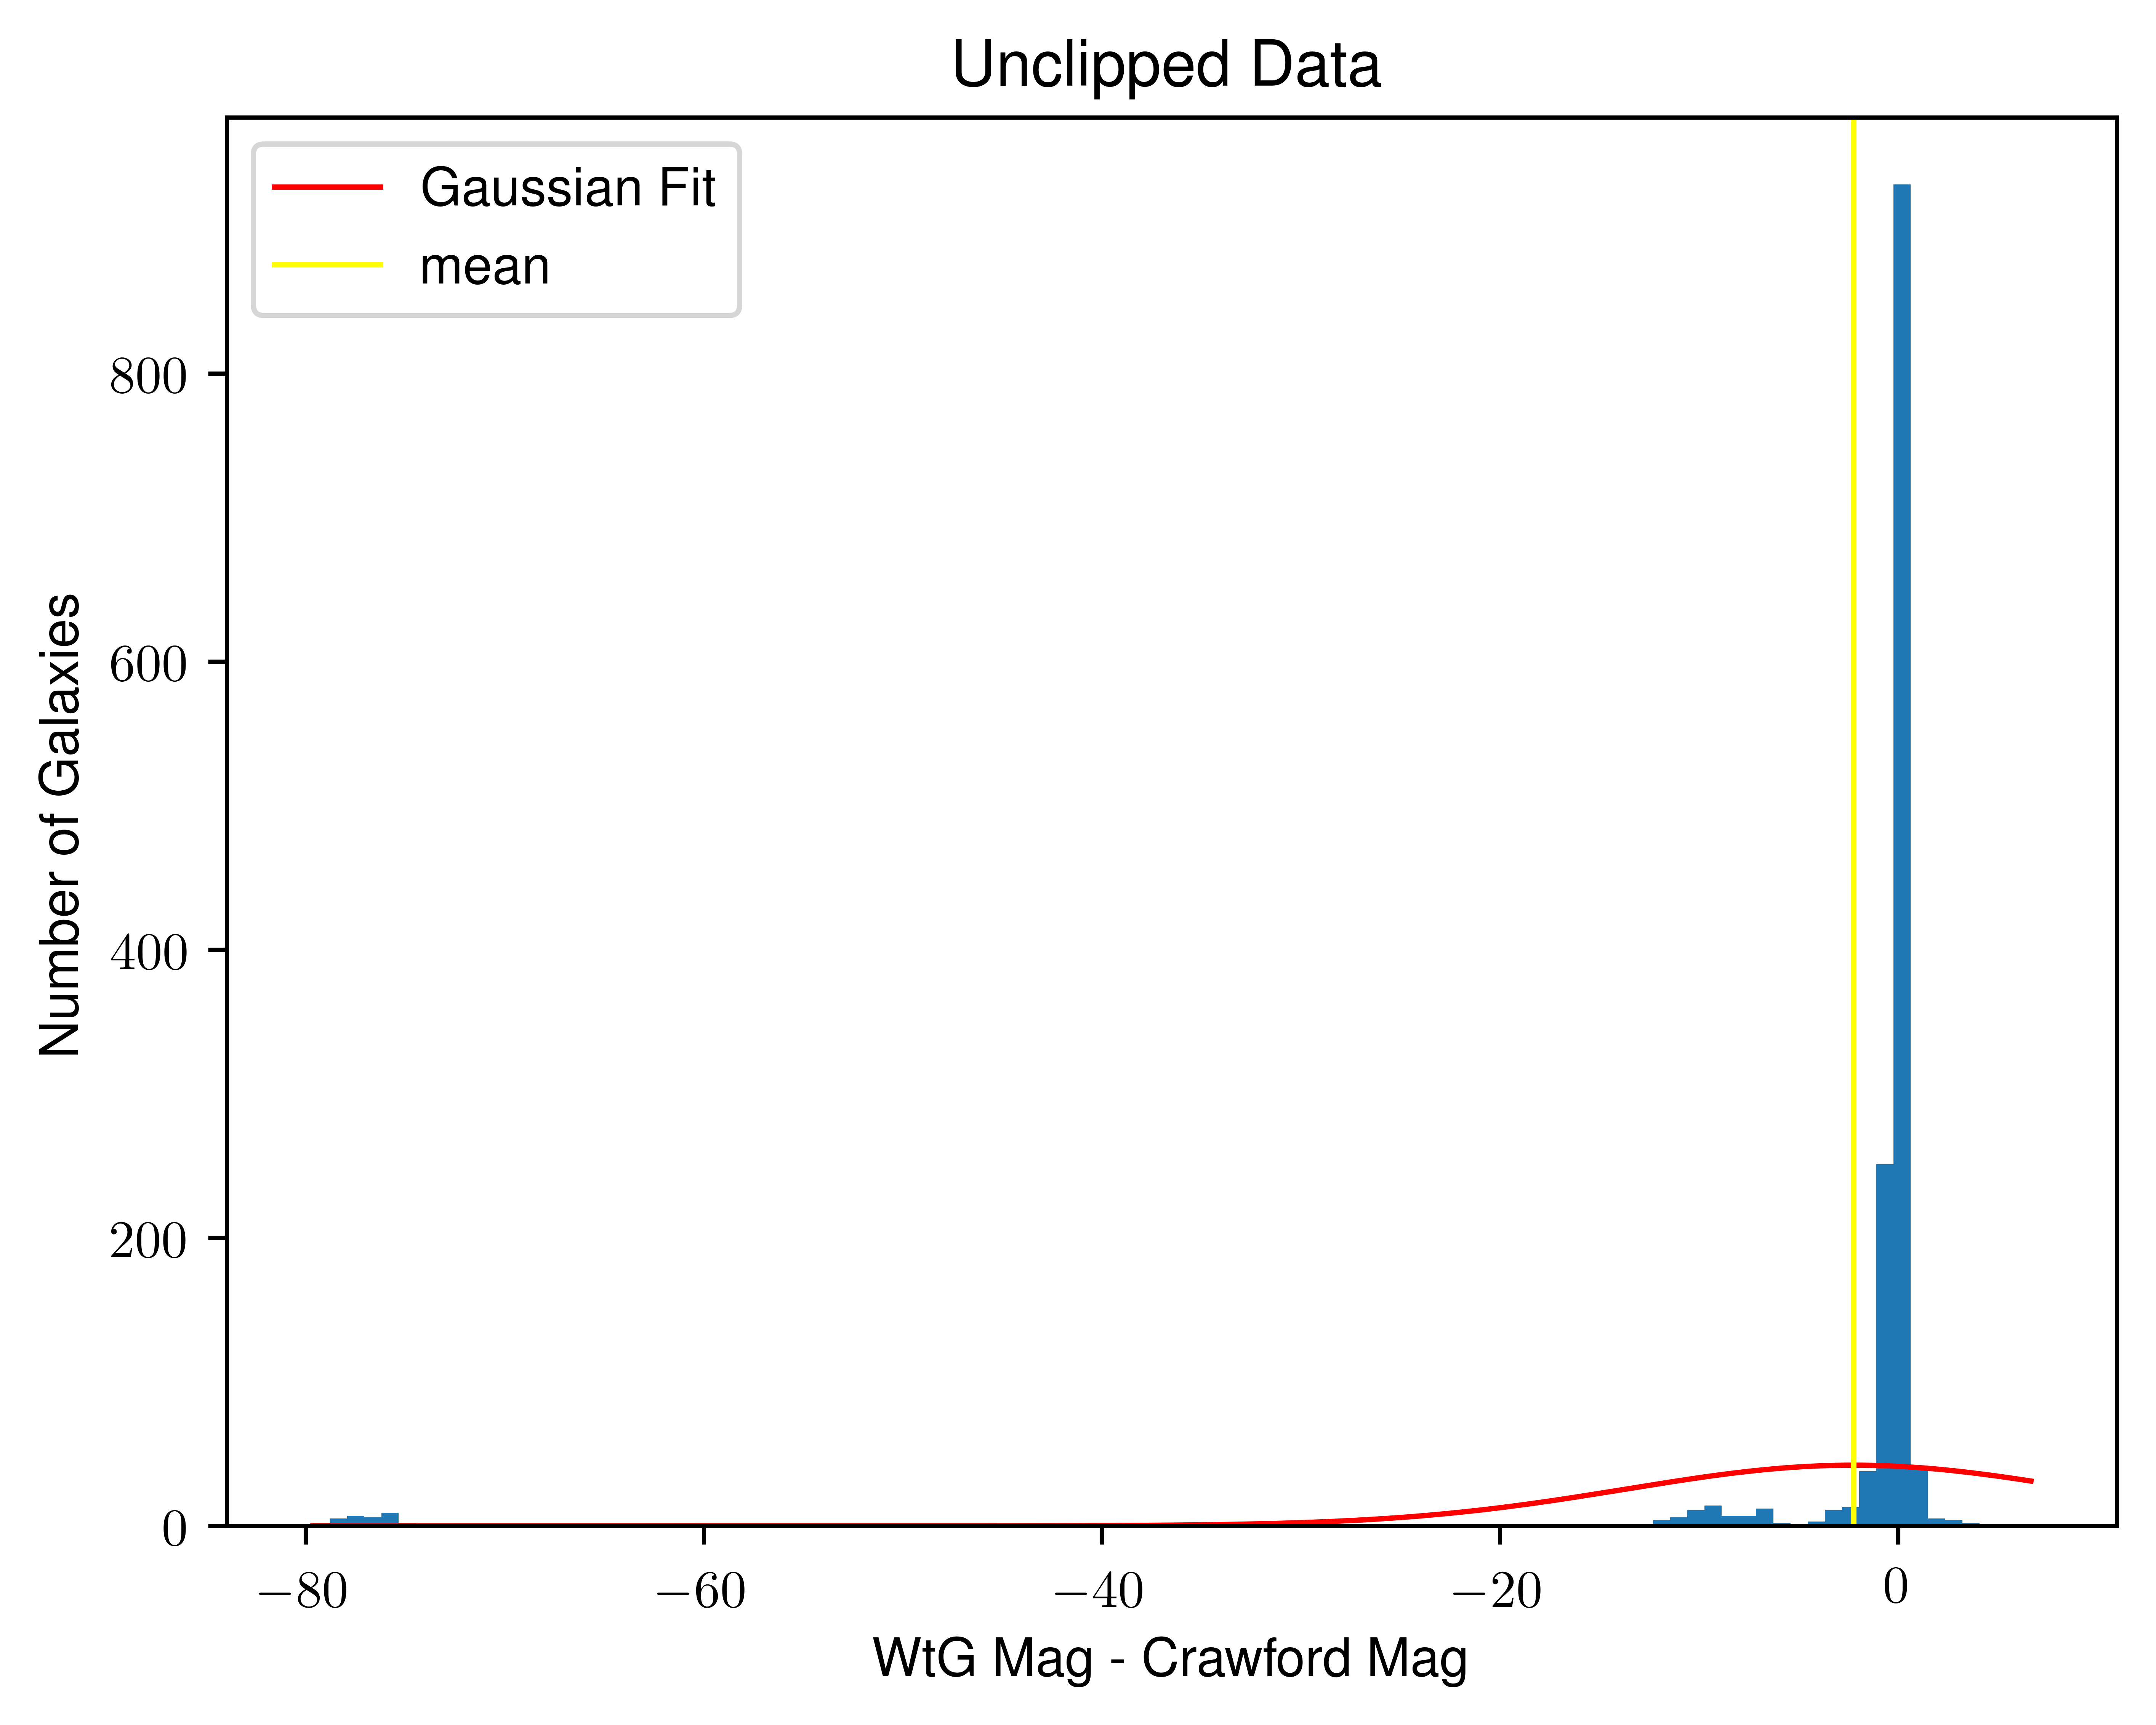 Unclipped Data
Gaussian Fit
mean
800
600
400
200
0
Number of Galaxies
−80 −60 −40 −20 0
WtG Mag - Crawford Mag